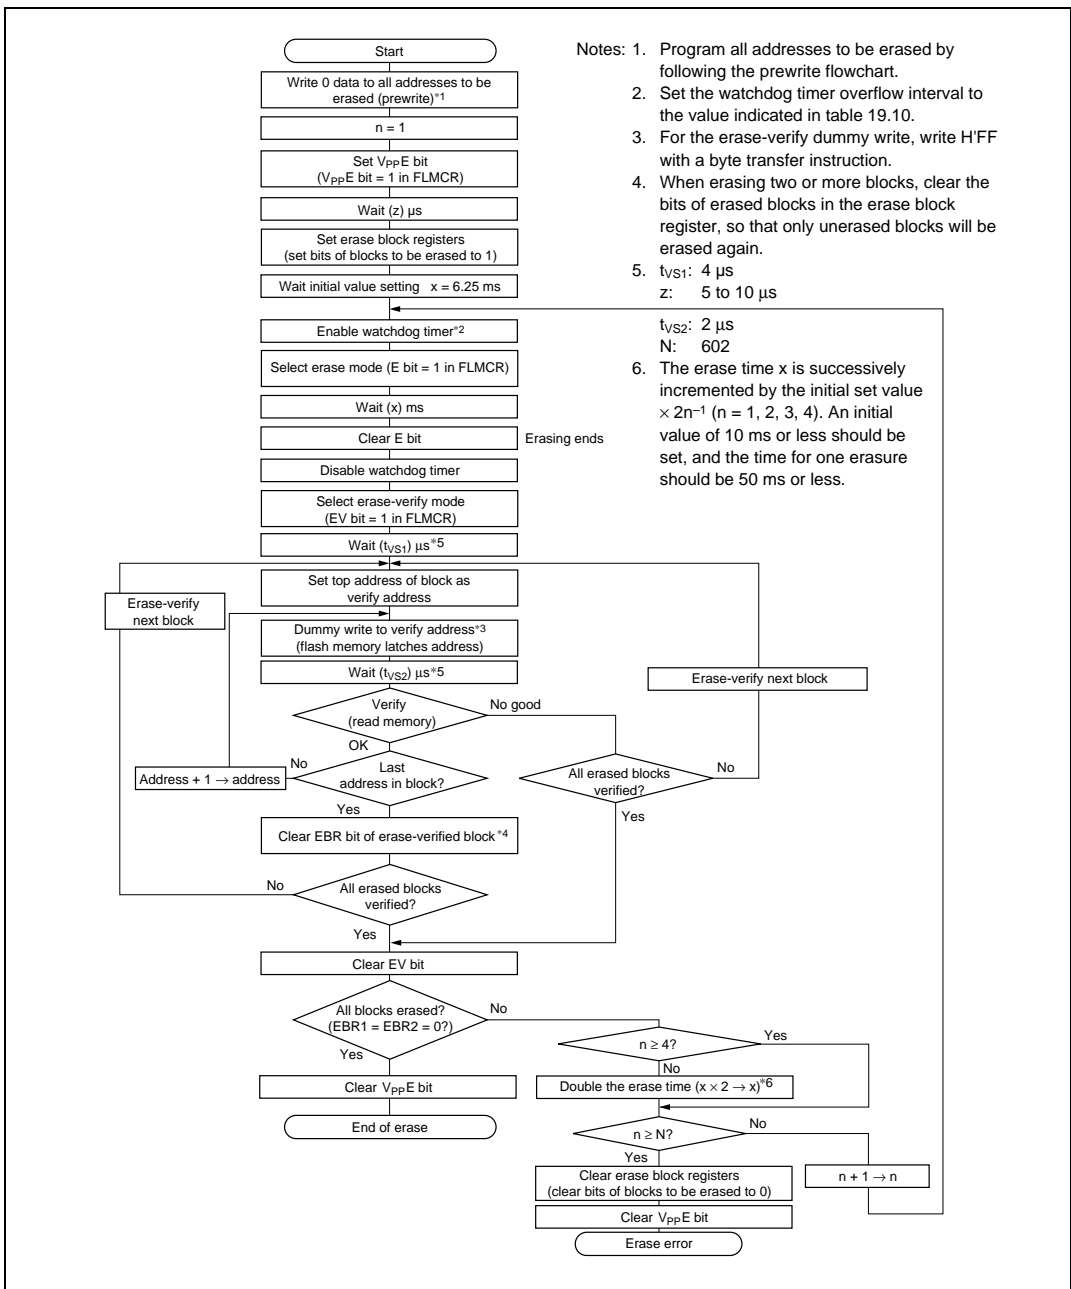 Start
Write 0 data to all addresses to be
erased (prewrite)*1
n = 1
Set VPPE bit
(VPPE bit = 1 in FLMCR)
Wait (z) μs
Set erase block registers
(set bits of blocks to be erased to 1)
Wait initial value setting x = 6.25 ms
Enable watchdog timer*2
Select erase mode (E bit = 1 in FLMCR)
Wait (x) ms
Clear E bit
Erasing ends
Disable watchdog timer
Select erase-verify mode
(EV bit = 1 in FLMCR)
Wait (tVS1) μs*5
Set top address of block as
verify address
Erase-verify
next block
Dummy write to verify address*3
(flash memory latches address)
Wait (tVS2) μs*5
Erase-verify next block
Verify
(read memory)
No good
OK
No
Last
address in block?
Address + 1 → address
All erased blocks
verified?
No
Yes
Yes
Clear EBR bit of erase-verified block*4
No
All erased blocks
verified?
Yes
Clear EV bit
All blocks erased?
(EBR1 = EBR2 = 0?)
No
Yes
n ≥ 4?
Yes
No
Clear VPPE bit
Double the erase time (x × 2 → x)*6
End of erase
n ≥ N?
No
Yes
Clear erase block registers
(clear bits of blocks to be erased to 0)
n + 1 → n
Clear VPPE bit
Erase error
Notes: 1. Program all addresses to be erased by
following the prewrite flowchart.
2. Set the watchdog timer overflow interval to
the value indicated in table 19.10.
3. For the erase-verify dummy write, write H'FF
with a byte transfer instruction.
4. When erasing two or more blocks, clear the
bits of erased blocks in the erase block
register, so that only unerased blocks will be
erased again.
5. tVS1: 4 μs
z: 5 to 10 μs
tVS2: 2 μs
N: 602
6. The erase time x is successively
incremented by the initial set value
× 2n–1 (n = 1, 2, 3, 4). An initial
value of 10 ms or less should be
set, and the time for one erasure
should be 50 ms or less.